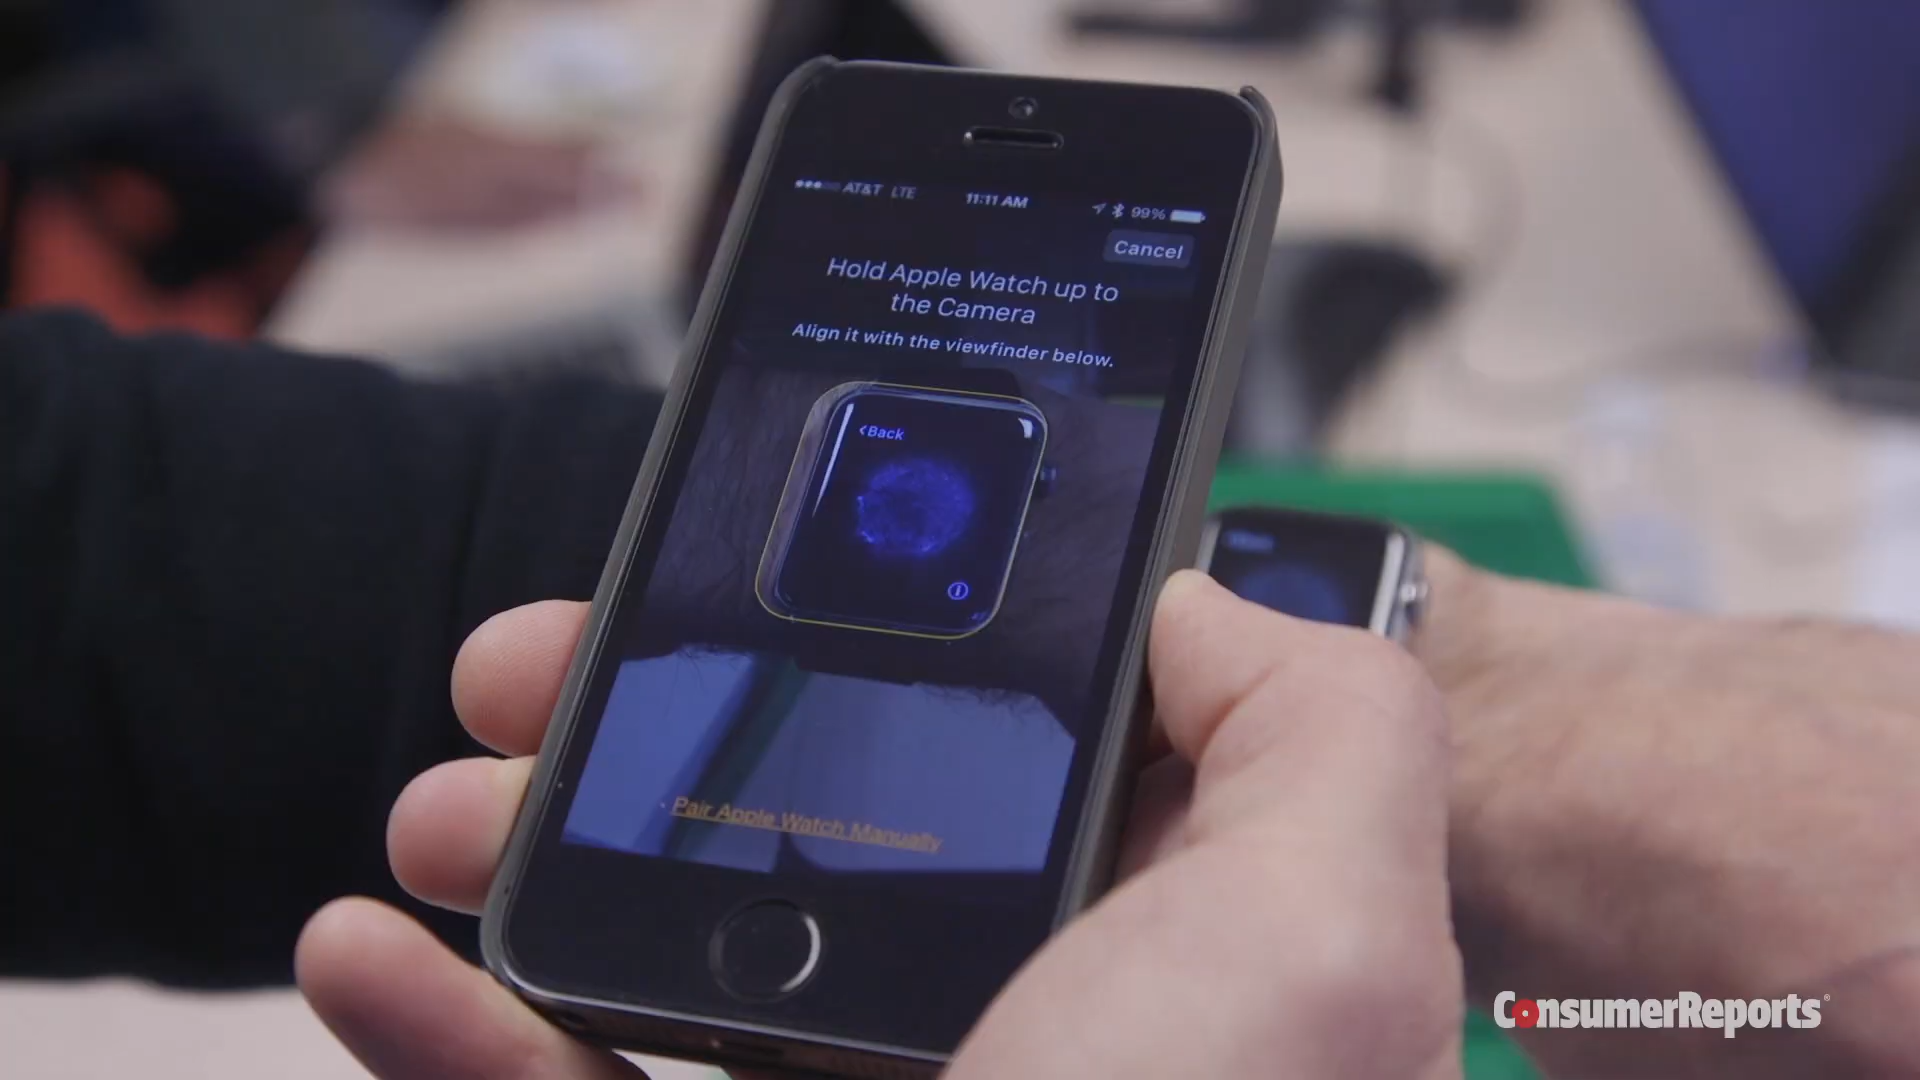 AT&T LTE 11:11 AM 99%
Cancel
Hold Apple Watch up to
the Camera
Align it with the viewfinder below.
<Back
Pair Apple Watch Manually
ConsumerReports®